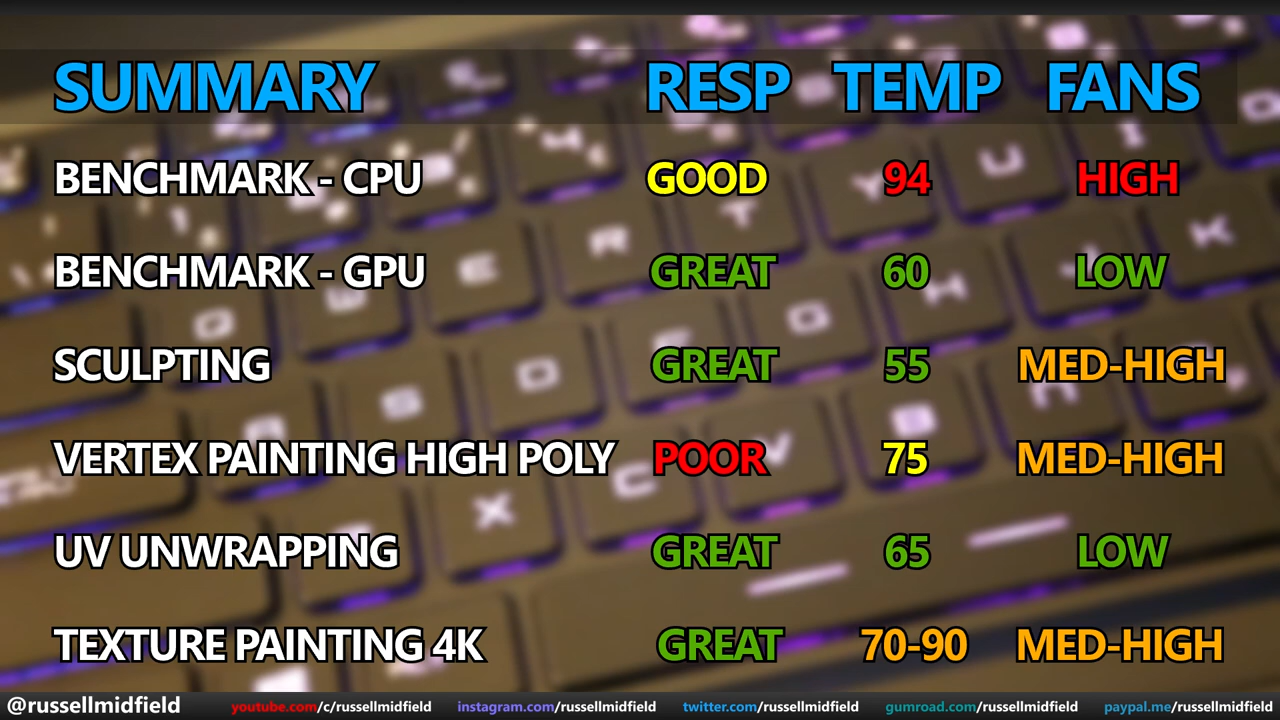 SUMMARY RESP TEMP FANS
BENCHMARK - CPU GOOD 94 HIGH
BENCHMARK - GPU GREAT 60 LOW
SCULPTING GREAT 55 MED-HIGH
VERTEX PAINTING HIGH POLY POOR 75 MED-HIGH
UV UNWRAPPING GREAT 65 LOW
TEXTURE PAINTING 4K GREAT 70-90 MED-HIGH
@russellmidfield youtube.com/c/russellmidfield instagram.com/russellmidfield twitter.com/russellmidfield gumroad.com/russellmidfield paypal.me/russellmidfield